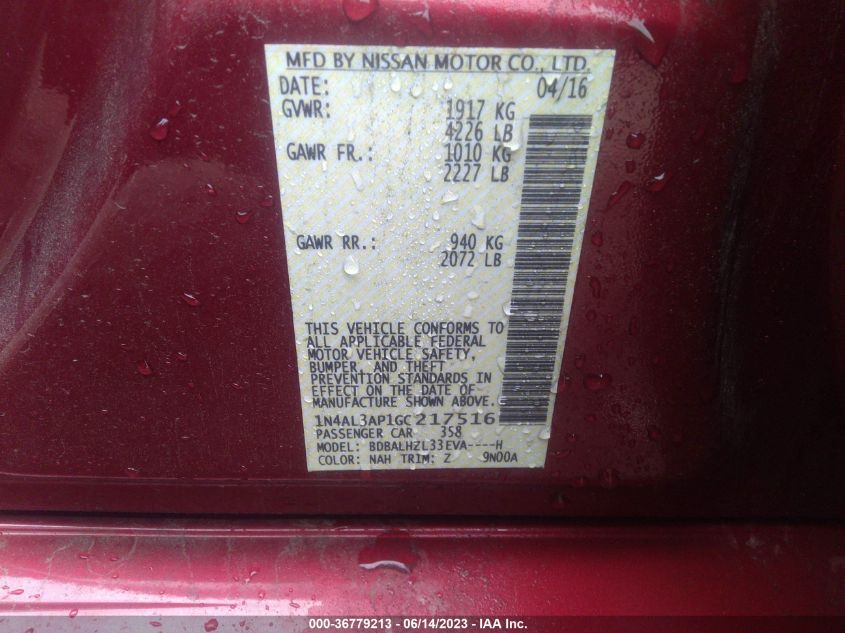 MFD BY NISSAN MOTOR CO., LTD.
DATE: 04/16
GVWR: 1917 KG
4226 LB
GAWR FR.: 1010 KG
2227 LB
GAWR RR.: 940 KG
2072 LB
THIS VEHICLE CONFORMS TO
ALL APPLICABLE FEDERAL
MOTOR VEHICLE SAFETY,
BUMPER, AND THEFT
PREVENTION STANDARDS IN
EFFECT ON THE DATE OF
MANUFACTURE SHOWN ABOVE.
1N4AL3AP1GC217516
PASSENGER CAR 358
MODEL: BDBALHZL33EVA----H
COLOR: NAH TRIM: Z 9N00A
000-36779213 - 06/14/2023 - IAA Inc.